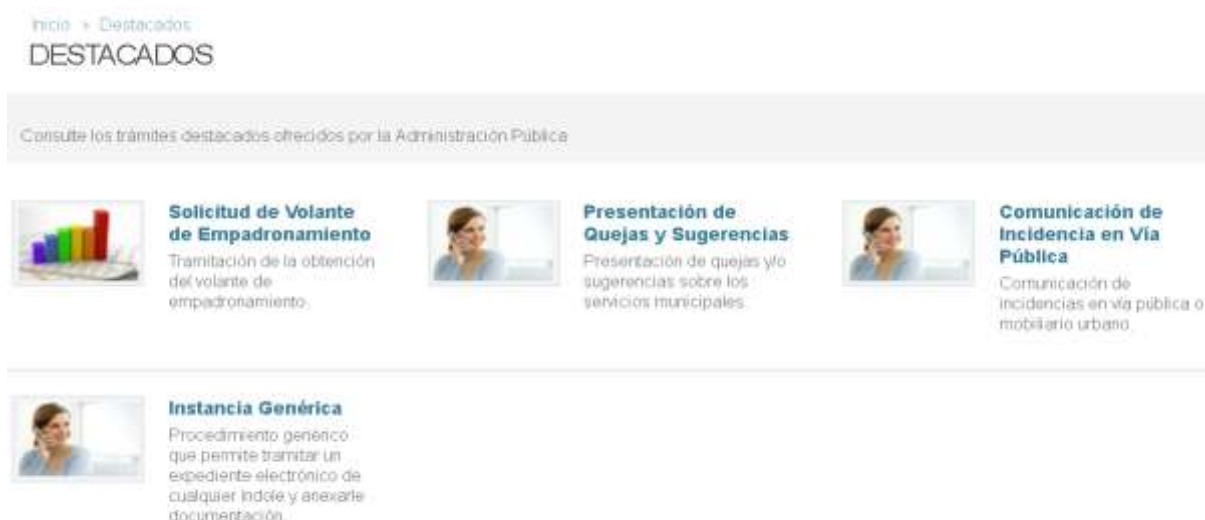 Inicio » Destacados
DESTACADOS
Consulte los trámites destacados ofrecidos por la Administración Pública
Solicitud de Volante
de Empadronamiento
Tramitación de la obtención
del volante de
empadronamiento.
Presentación de
Quejas y Sugerencias
Presentación de quejas y/o
sugerencias sobre los
servicios municipales.
Comunicación de
Incidencia en Vía
Pública
Comunicación de
incidencias en vía pública o
mobiliario urbano.
Instancia Genérica
Procedimiento genérico
que permite tramitar un
expediente electrónico de
cualquier índole y anexarle
documentación.